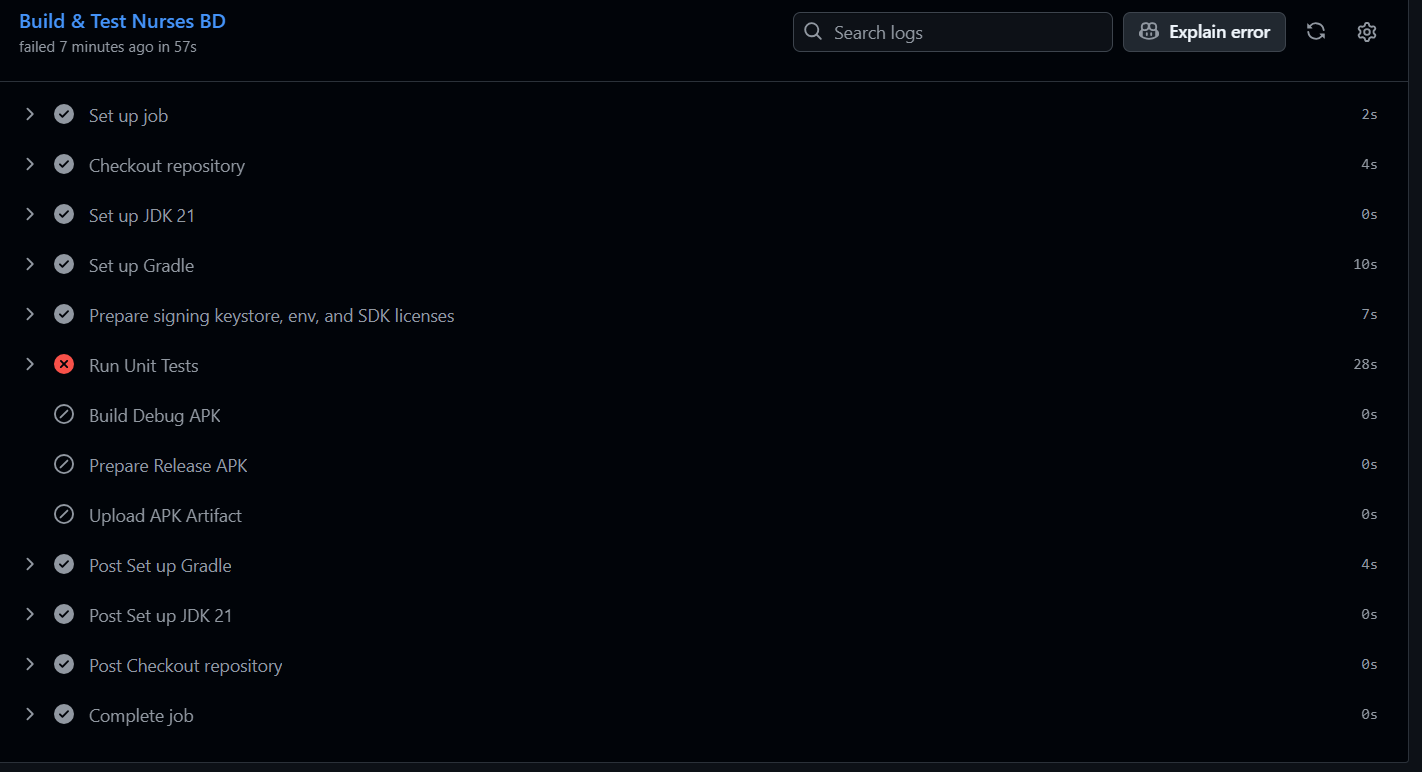 Build & Test Nurses BD
failed 7 minutes ago in 57s
Search logs
Explain error
Set up job 2s
Checkout repository 4s
Set up JDK 21 0s
Set up Gradle 10s
Prepare signing keystore, env, and SDK licenses 7s
Run Unit Tests 28s
Build Debug APK 0s
Prepare Release APK 0s
Upload APK Artifact 0s
Post Set up Gradle 4s
Post Set up JDK 21 0s
Post Checkout repository 0s
Complete job 0s